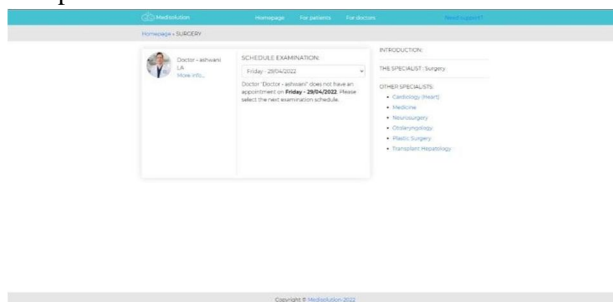 Medisolution
Homepage For patients For doctors Need support?
Homepage » SURGERY
Doctor - ashwani
LA
More info...
SCHEDULE EXAMINATION:
Friday - 29/04/2022
Doctor "Doctor - ashwani" does not have an
appointment on Friday - 29/04/2022. Please
select the next examination schedule.
INTRODUCTION:
THE SPECIALIST : Surgery
OTHER SPECIALISTS:
Cardiology (Heart)
Medicine
Neurosurgery
Otolaryngology
Plastic Surgery
Transplant Hepatology
Copyright © Medisolution 2022